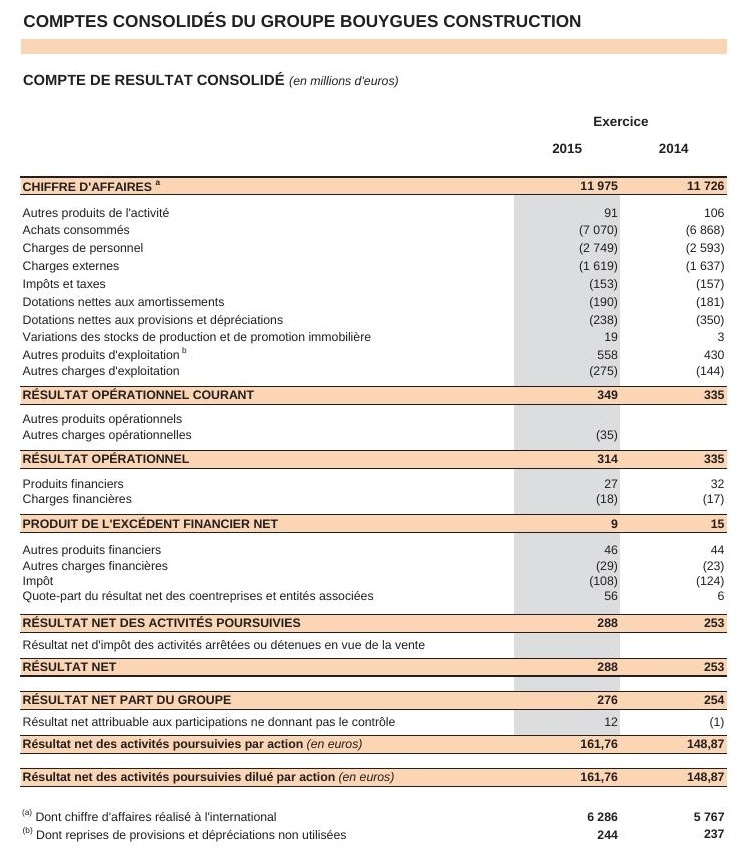 COMPTES CONSOLIDÉS DU GROUPE BOUYGUES CONSTRUCTION
COMPTE DE RESULTAT CONSOLIDÉ (en millions d'euros)
Exercice
2015 2014
CHIFFRE D'AFFAIRES a 11 975 11 726
Autres produits de l'activité 91 106
Achats consommés (7 070) (6 868)
Charges de personnel (2 749) (2 593)
Charges externes (1 619) (1 637)
Impôts et taxes (153) (157)
Dotations nettes aux amortissements (190) (181)
Dotations nettes aux provisions et dépréciations (238) (350)
Variations des stocks de production et de promotion immobilière 19 3
Autres produits d'exploitation b 558 430
Autres charges d'exploitation (275) (144)
RÉSULTAT OPÉRATIONNEL COURANT 349 335
Autres produits opérationnels
Autres charges opérationnelles (35)
RÉSULTAT OPÉRATIONNEL 314 335
Produits financiers 27 32
Charges financières (18) (17)
PRODUIT DE L'EXCÉDENT FINANCIER NET 9 15
Autres produits financiers 46 44
Autres charges financières (29) (23)
Impôt (108) (124)
Quote-part du résultat net des coentreprises et entités associées 56 6
RÉSULTAT NET DES ACTIVITÉS POURSUIVIES 288 253
Résultat net d'impôt des activités arrêtées ou détenues en vue de la vente
RÉSULTAT NET 288 253
RÉSULTAT NET PART DU GROUPE 276 254
Résultat net attribuable aux participations ne donnant pas le contrôle 12 (1)
Résultat net des activités poursuivies par action (en euros) 161,76 148,87
Résultat net des activités poursuivies dilué par action (en euros) 161,76 148,87
(a) Dont chiffre d'affaires réalisé à l'international 6 286 5 767
(b) Dont reprises de provisions et dépréciations non utilisées 244 237